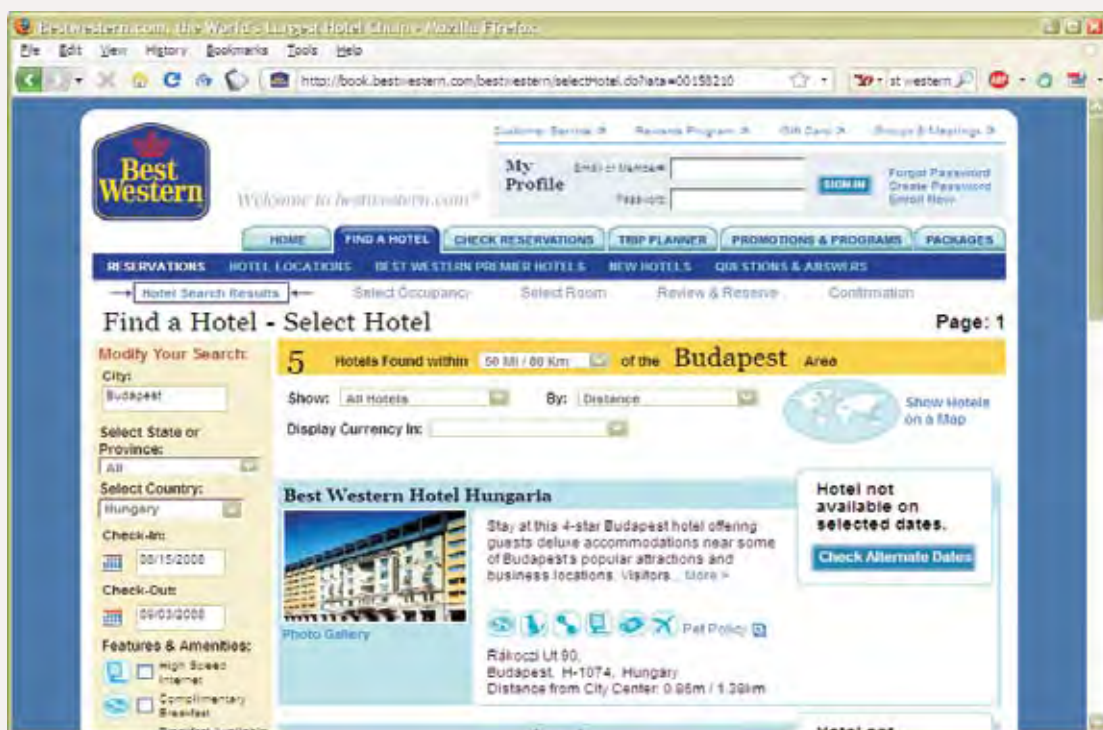 Bestwestern.com, the World's Largest Hotel Chain - Mozilla Firefox
File Edit View History Bookmarks Tools Help
http://book.bestwestern.com/bestwestern/selectHotel.do?iata=00158210
st western
Customer Service Rewards Program Gift Card Groups & Meetings
Best
Western
Welcome to bestwestern.com®
My
Profile
Email or Username
Password
SIGN IN
Forgot Password
Create Password
Enroll Now
HOME FIND A HOTEL CHECK RESERVATIONS TRIP PLANNER PROMOTIONS & PROGRAMS PACKAGES
RESERVATIONS HOTEL LOCATIONS BEST WESTERN PREMIER HOTELS NEW HOTELS QUESTIONS & ANSWERS
Hotel Search Results Select Occupancy Select Room Review & Reserve Confirmation
Find a Hotel - Select Hotel Page: 1
Modify Your Search:
City:
Budapest
Select State or
Province:
All
Select Country:
Hungary
Check-In:
08/15/2008
Check-Out:
09/03/2008
Features & Amenities:
High Speed
Internet
Complimentary
Breakfast
5 Hotels Found within 50 Mi / 80 Km of the Budapest Area
Show: All Hotels By: Distance
Display Currency In:
Show Hotels
on a Map
Best Western Hotel Hungaria
Photo Gallery
Stay at this 4-star Budapest hotel offering
guests deluxe accommodations near some
of Budapest's popular attractions and
business locations. Visitors... More »
Pet Policy
Rákoczi Ut 90,
Budapest, H-1074, Hungary
Distance from City Center: 0.86m / 1.38km
Hotel not
available on
selected dates.
Check Alternate Dates
Hotel not